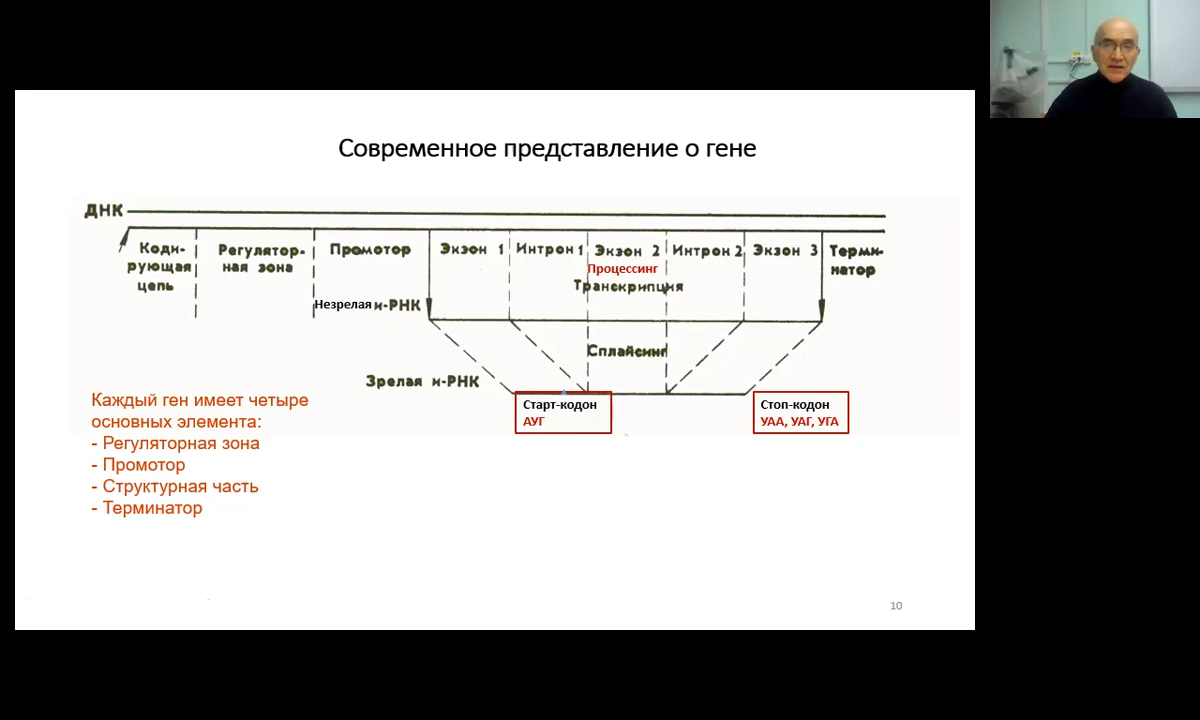 Современное представление о гене
ДНК
Коди-
рующая
цепь
Регулятор-
ная зона
Промотор
Экзон 1
Интрон 1
Экзон 2
Интрон 2
Экзон 3
Терми-
натор
Процессинг
Транскрипция
Незрелая и-РНК
Сплайсинг
Зрелая и-РНК
Старт-кодон
АУГ
Стоп-кодон
УАА, УАГ, УГА
Каждый ген имеет четыре
основных элемента:
- Регуляторная зона
- Промотор
- Структурная часть
- Терминатор
10